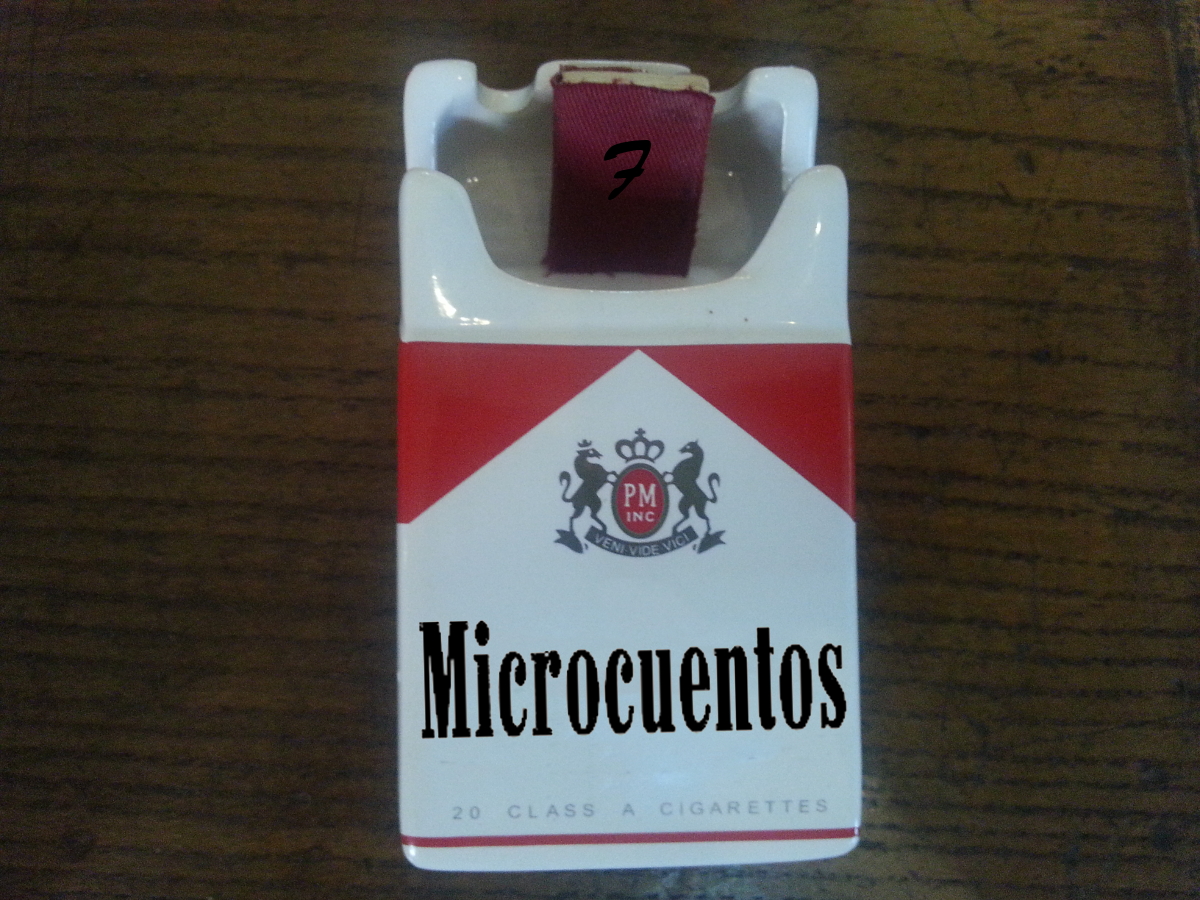 7
PM
INC
VENI·VIDE·VICI
Microcuentos
20 CLASS A CIGARETTES